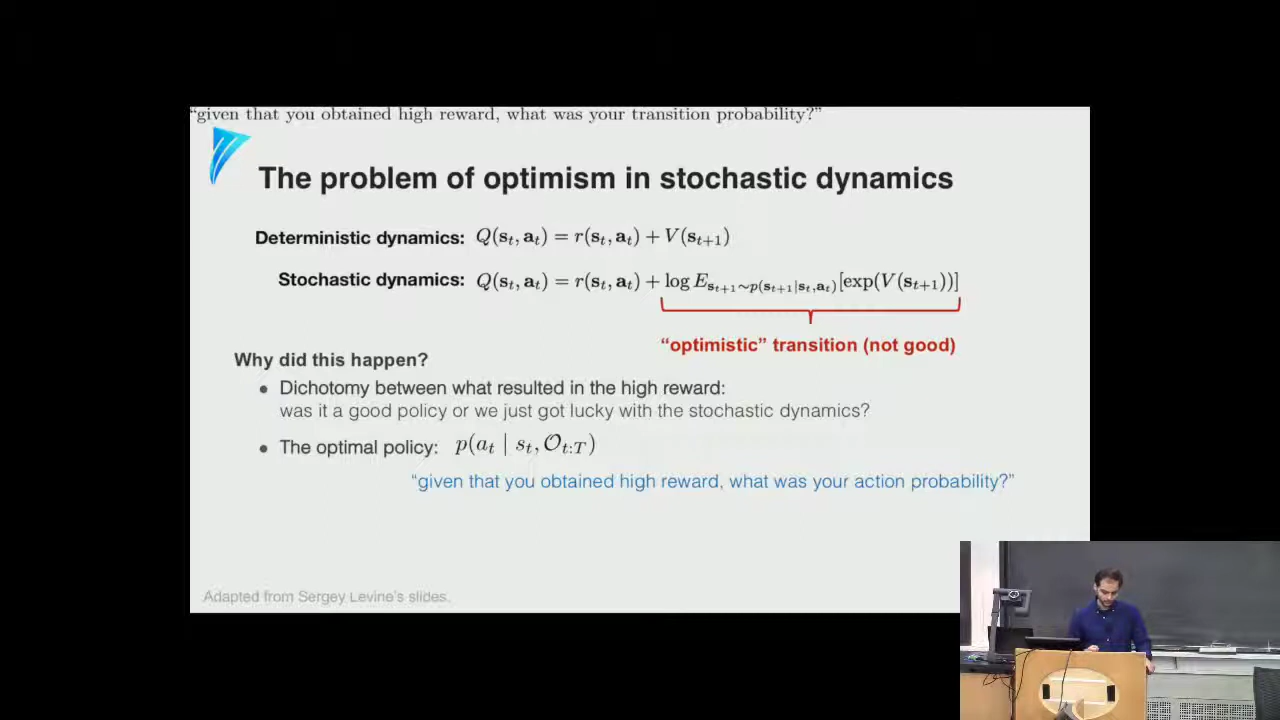 “given that you obtained high reward, what was your transition probability?”
The problem of optimism in stochastic dynamics
Deterministic dynamics: Q(s_t, a_t) = r(s_t, a_t) + V(s_{t+1})
Stochastic dynamics: Q(s_t, a_t) = r(s_t, a_t) + log E_{s_{t+1}∼p(s_{t+1}|s_t,a_t)}[exp(V(s_{t+1}))]
“optimistic” transition (not good)
Why did this happen?
• Dichotomy between what resulted in the high reward:
was it a good policy or we just got lucky with the stochastic dynamics?
• The optimal policy: p(a_t | s_t, 𝒪_{t:T})
“given that you obtained high reward, what was your action probability?”
Adapted from Sergey Levine’s slides.